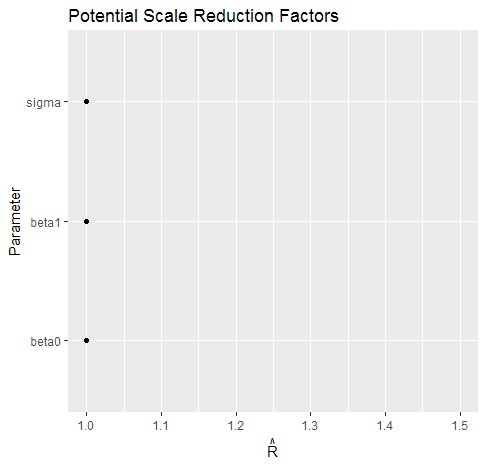 Potential Scale Reduction Factors
sigma
beta1
beta0
Parameter
1.0 1.1 1.2 1.3 1.4 1.5
R̂